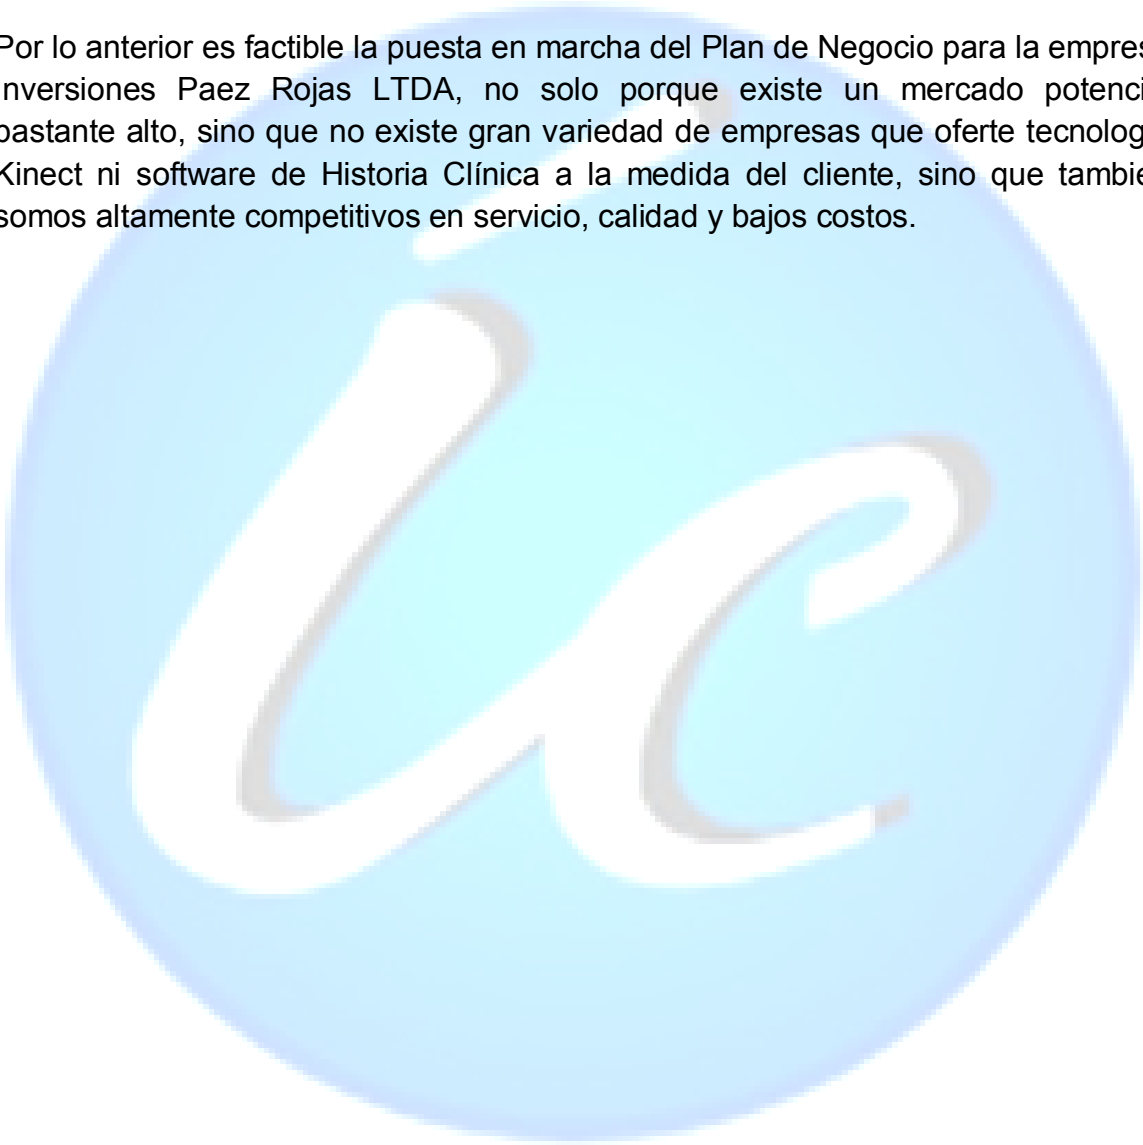 Por lo anterior es factible la puesta en marcha del Plan de Negocio para la empres
nversiones Paez Rojas LTDA, no solo porque existe un mercado potenci
bastante alto, sino que no existe gran variedad de empresas que oferte tecnolog
Kinect ni software de Historia Clínica a la medida del cliente, sino que tambié
somos altamente competitivos en servicio, calidad y bajos costos.
ic